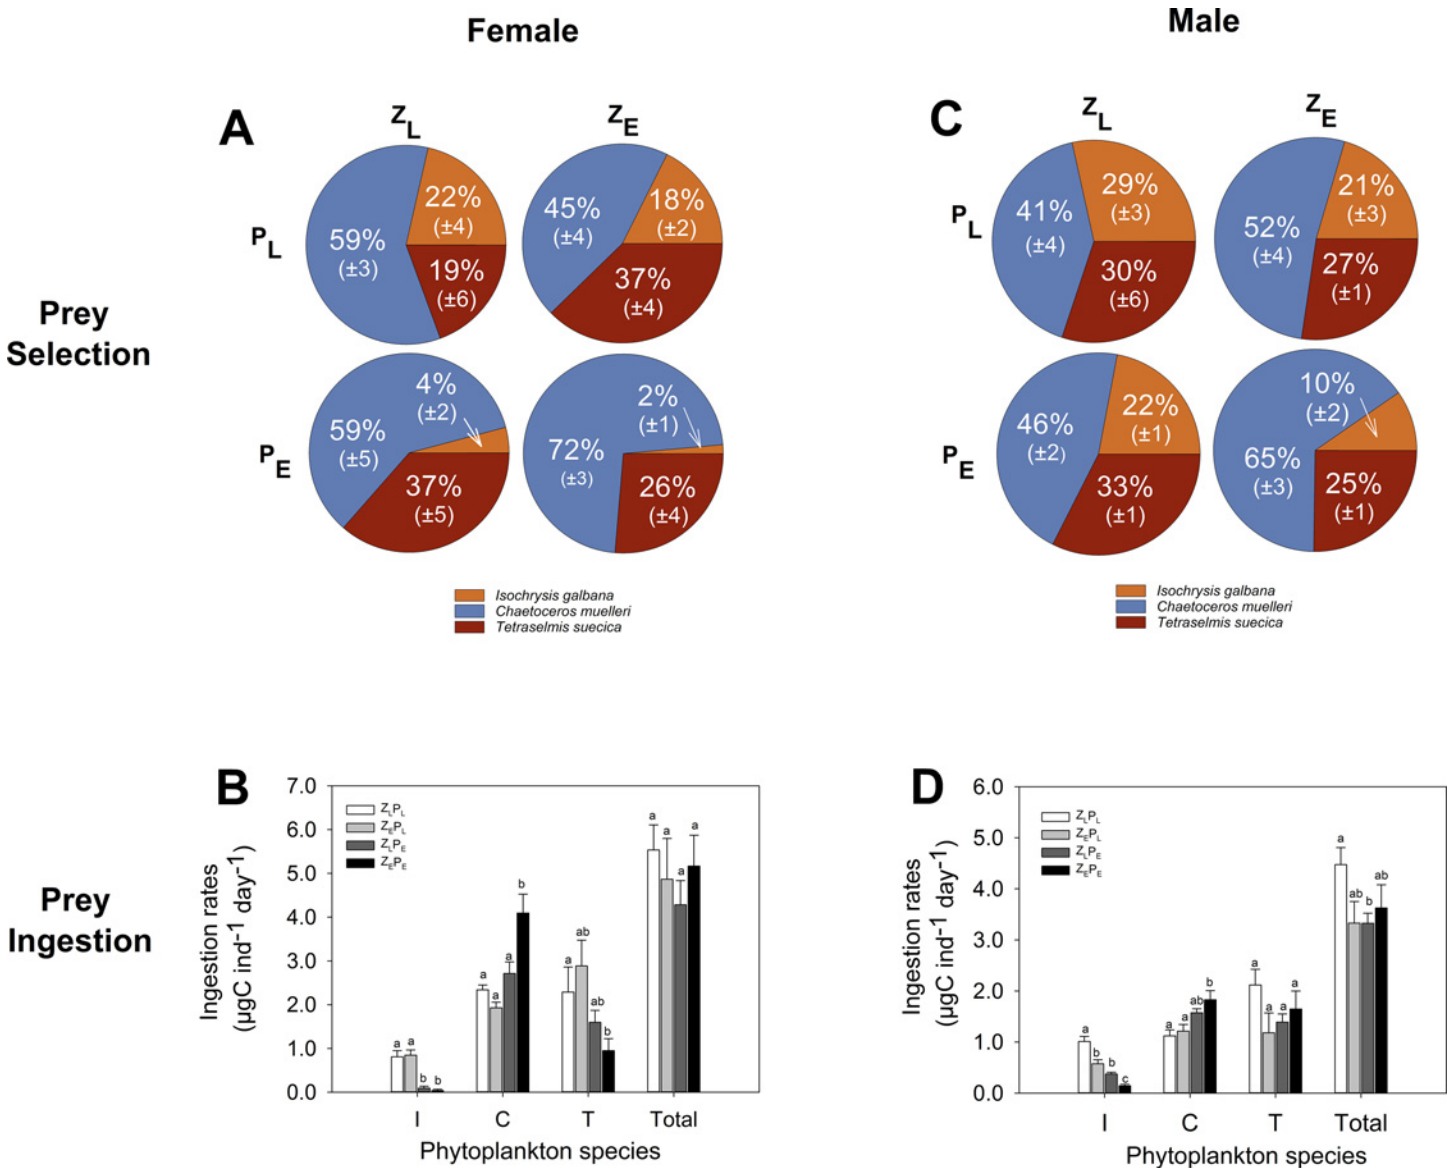 Female
Male
A
Z_L
Z_E
C
Z_L
Z_E
P_L
59%
(±3)
22%
(±4)
19%
(±6)
45%
(±4)
18%
(±2)
37%
(±4)
P_L
41%
(±4)
29%
(±3)
30%
(±6)
52%
(±4)
21%
(±3)
27%
(±1)
Prey
Selection
P_E
59%
(±5)
4%
(±2)
37%
(±5)
72%
(±3)
2%
(±1)
26%
(±4)
P_E
46%
(±2)
22%
(±1)
33%
(±1)
65%
(±3)
10%
(±2)
25%
(±1)
Isochrysis galbana
Chaetoceros muelleri
Tetraselmis suecica
Isochrysis galbana
Chaetoceros muelleri
Tetraselmis suecica
Prey
Ingestion
B
Ingestion rates
(µgC ind⁻¹ day⁻¹)
7.0
6.0
5.0
4.0
3.0
2.0
1.0
0.0
Z_LP_L
Z_EP_L
Z_LP_E
Z_EP_E
a a b b
a a a b
a ab ab b
a a a a
I C T Total
Phytoplankton species
D
Ingestion rates
(µgC ind⁻¹ day⁻¹)
6.0
5.0
4.0
3.0
2.0
1.0
0.0
Z_LP_L
Z_EP_L
Z_LP_E
Z_EP_E
a b b c
a a ab b
a a a a
a ab b ab
I C T Total
Phytoplankton species